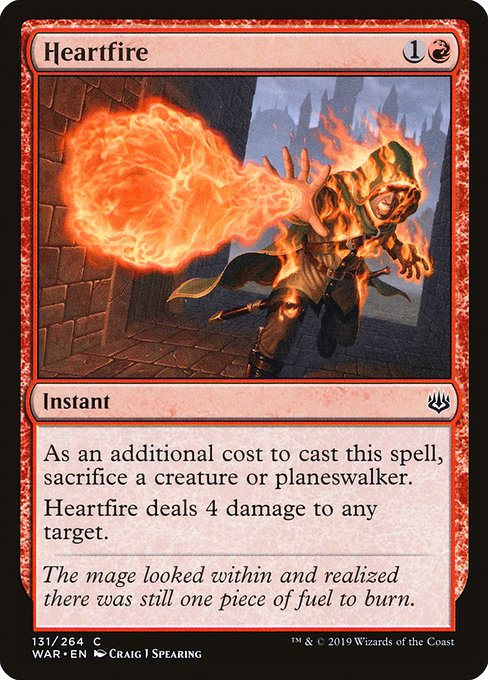 Heartfire 1
Instant
As an additional cost to cast this spell,
sacrifice a creature or planeswalker.
Heartfire deals 4 damage to any
target.
The mage looked within and realized
there was still one piece of fuel to burn.
131/264 C
WAR • EN Craig J Spearing
™ & © 2019 Wizards of the Coast